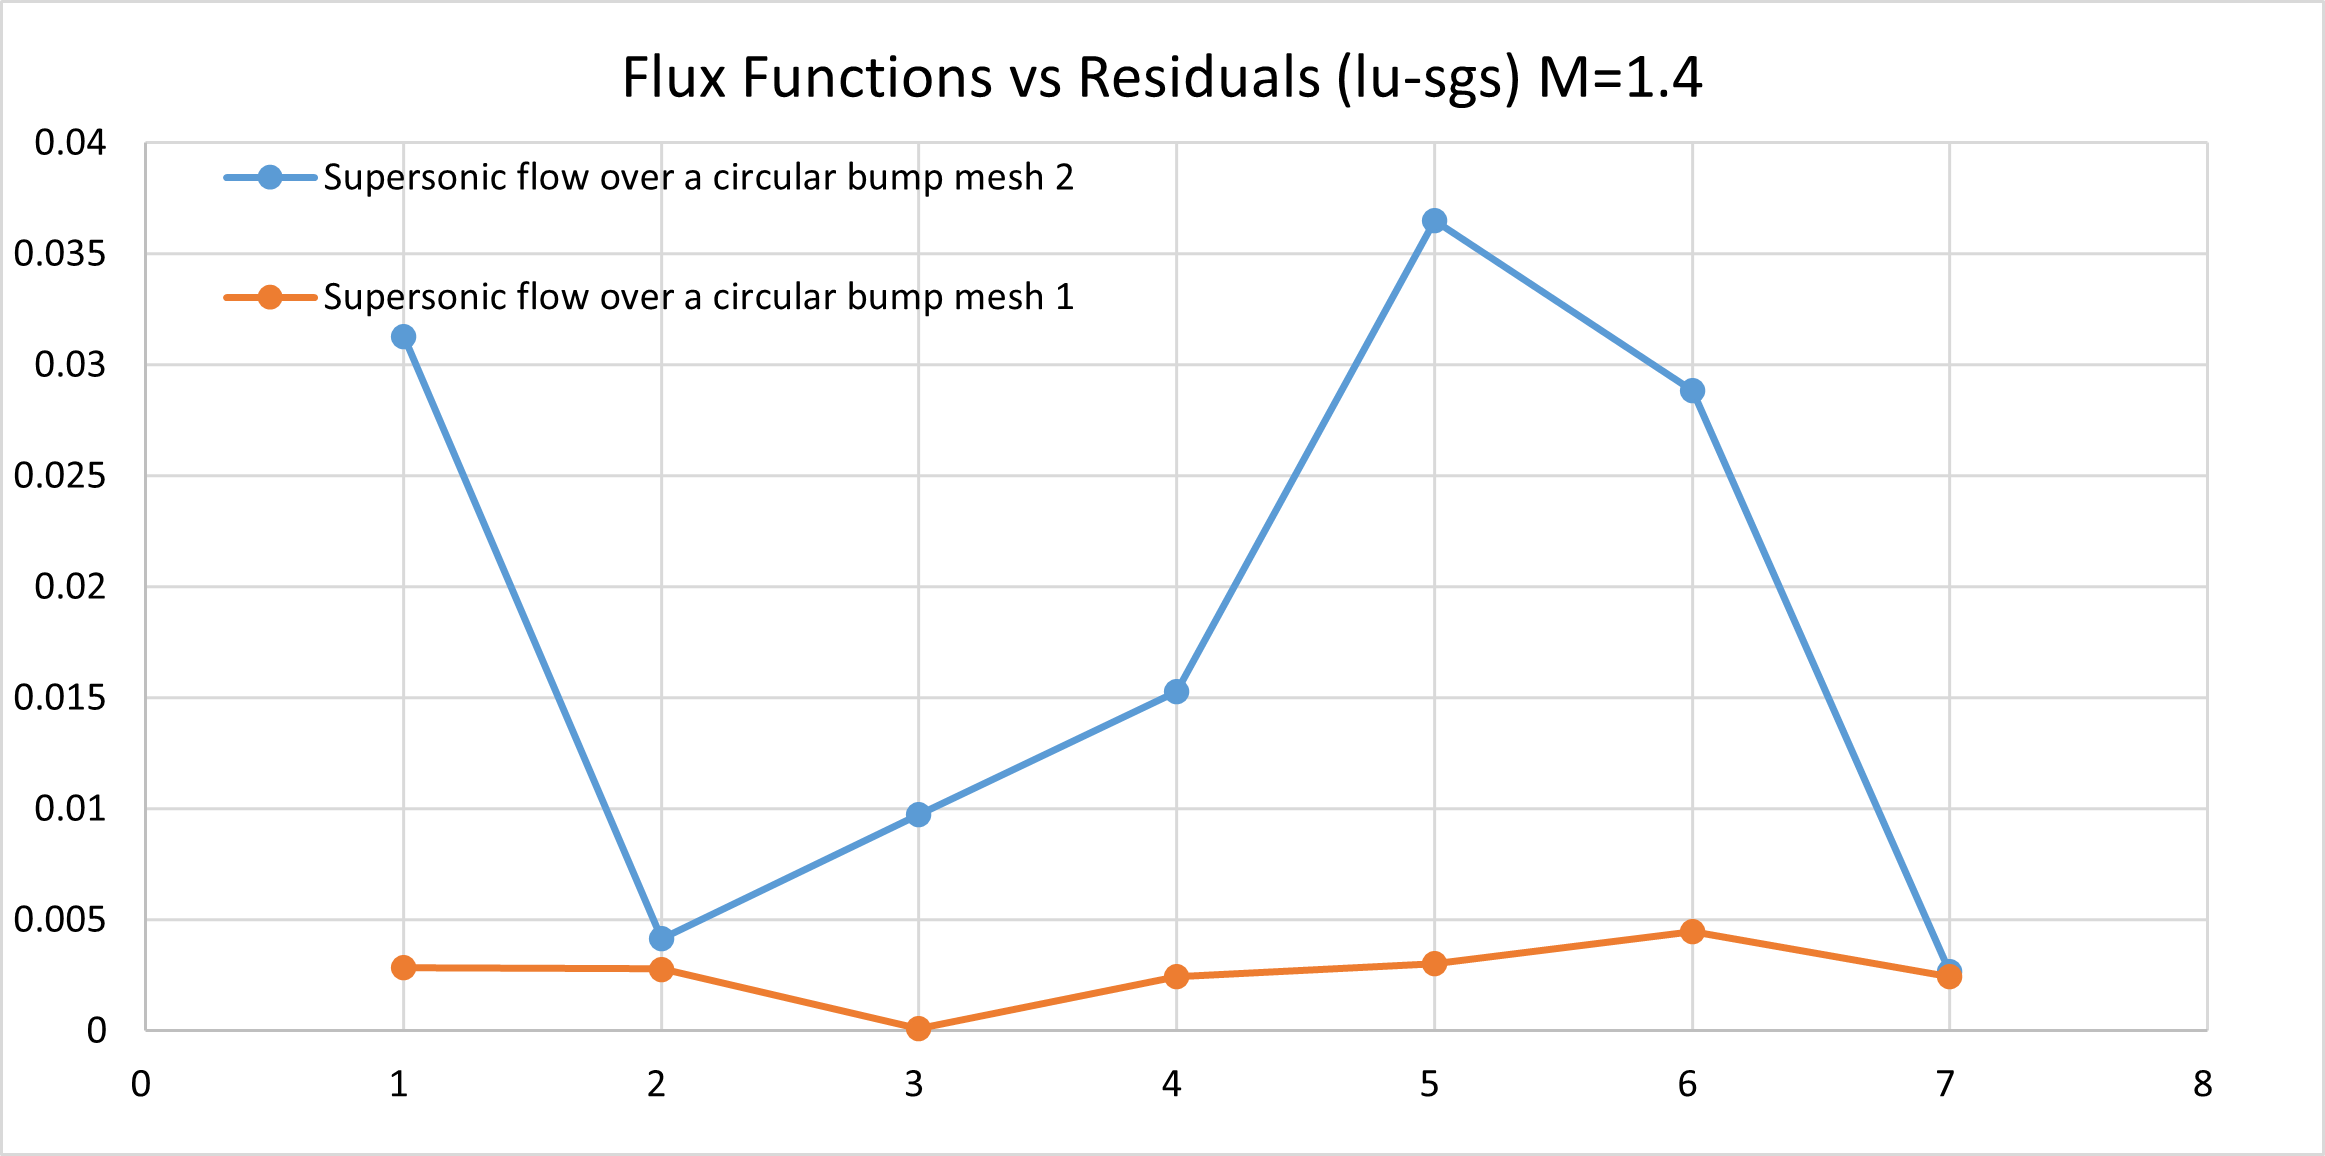 Flux Functions vs Residuals (lu-sgs) M=1.4
0.04
0.035
0.03
0.025
0.02
0.015
0.01
0.005
0
Supersonic flow over a circular bump mesh 2
Supersonic flow over a circular bump mesh 1
0 1 2 3 4 5 6 7 8